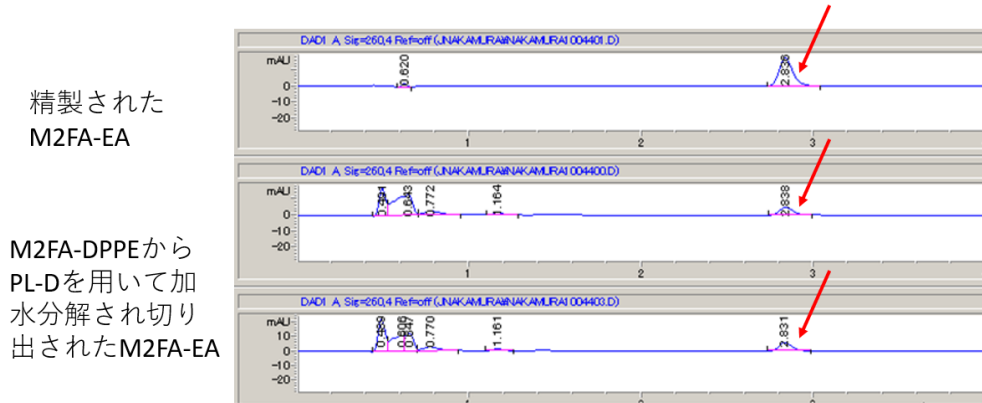 DAD1 A, Sig=260,4 Ref=off (JNAKAMURA¥NAKAMURA1004401.D)
mAU
0
-10
-20
0.620
2.836
1
2
3
精製された
M2FA-EA
DAD1 A, Sig=260,4 Ref=off (JNAKAMURA¥NAKAMURA1004400.D)
mAU
0
-10
-20
0.643
0.772
1.164
2.838
1
2
3
M2FA-DPPEから
PL-Dを用いて加
水分解され切り
出されたM2FA-EA
DAD1 A, Sig=260,4 Ref=off (JNAKAMURA¥NAKAMURA1004403.D)
mAU
10
0
-10
-20
0.770
1.161
2.831